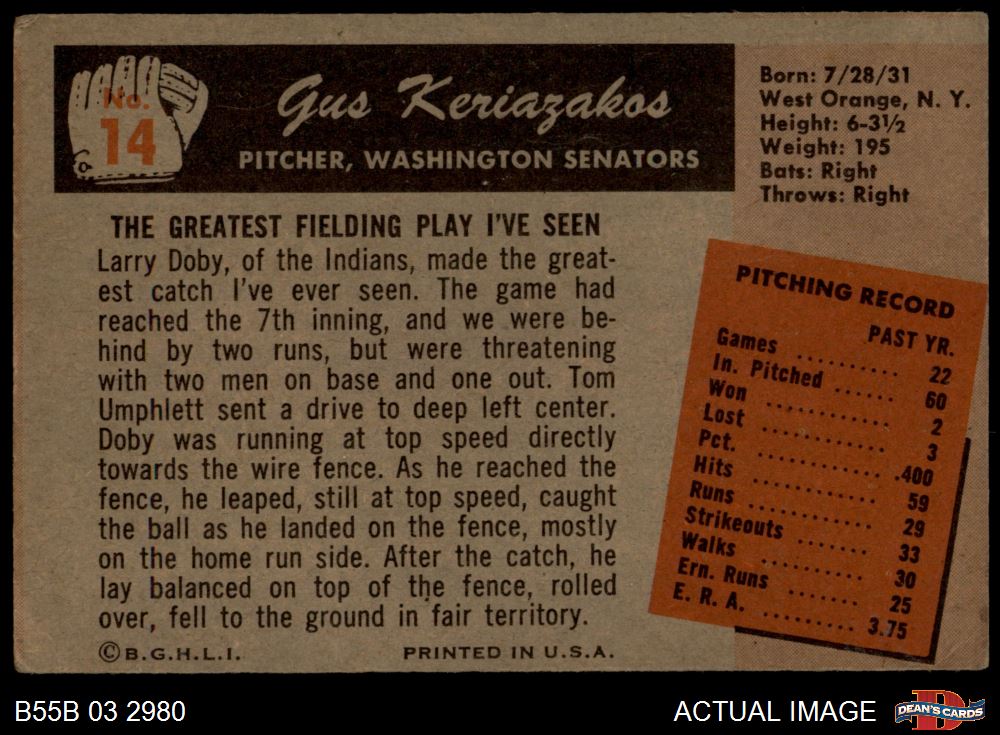 No.
14
Gus Keriazakos
PITCHER, WASHINGTON SENATORS
Born: 7/28/31
West Orange, N. Y.
Height: 6-3½
Weight: 195
Bats: Right
Throws: Right
THE GREATEST FIELDING PLAY I'VE SEEN
Larry Doby, of the Indians, made the great-
est catch I've ever seen. The game had
reached the 7th inning, and we were be-
hind by two runs, but were threatening
with two men on base and one out. Tom
Umphlett sent a drive to deep left center.
Doby was running at top speed directly
towards the wire fence. As he reached the
fence, he leaped, still at top speed, caught
the ball as he landed on the fence, mostly
on the home run side. After the catch, he
lay balanced on top of the fence, rolled
over, fell to the ground in fair territory.
©B.G.H.L.I. PRINTED IN U.S.A.
PITCHING RECORD
PAST YR.
Games ........ 22
In. Pitched ...... 60
Won ............ 2
Lost ............ 3
Pct. ............ .400
Hits ............ 59
Runs ............ 29
Strikeouts ....... 33
Walks .......... 30
Ern. Runs ....... 25
E. R. A. ......... 3.75
B55B 03 2980
ACTUAL IMAGE
D
DEAN'S CARDS